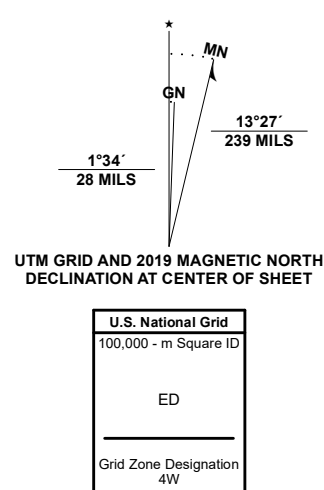 ★
MN
GN
13°27´
239 MILS
1°34´
28 MILS
UTM GRID AND 2019 MAGNETIC NORTH
DECLINATION AT CENTER OF SHEET
U.S. National Grid
100,000 - m Square ID
ED
Grid Zone Designation
4W